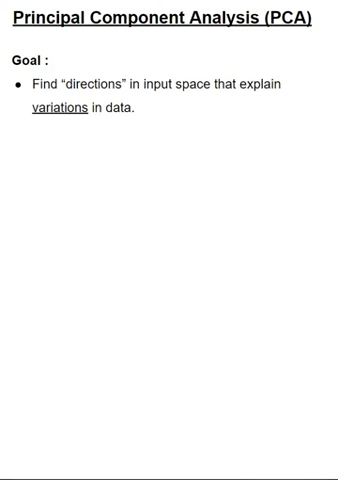 Principal Component Analysis (PCA)
Goal :
● Find “directions” in input space that explain
variations in data.